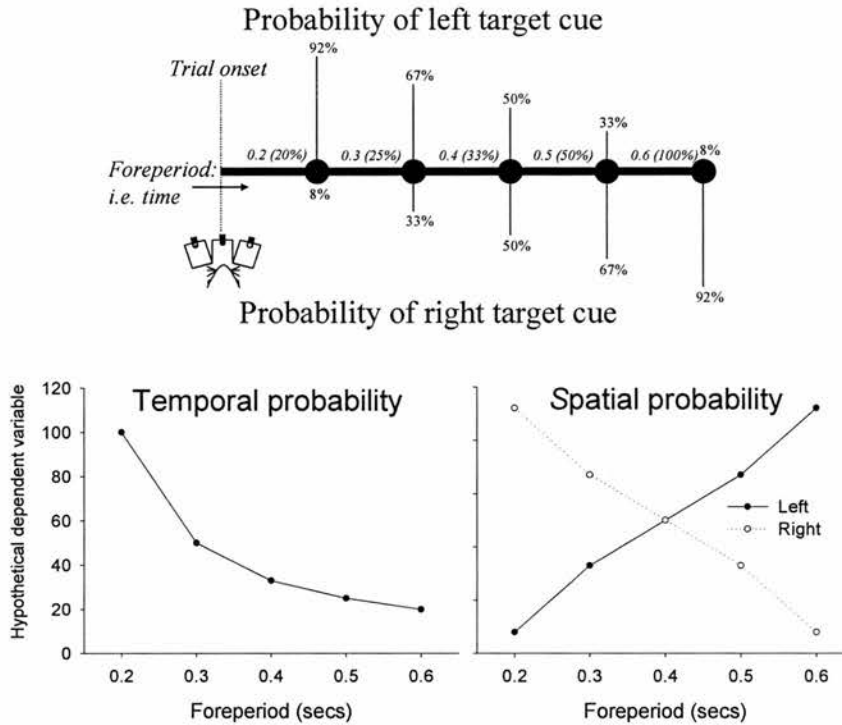 Probability of left target cue
92%
Trial onset
67%
50%
33%
8%
0.2 (20%) 0.3 (25%) 0.4 (33%) 0.5 (50%) 0.6 (100%)
Foreperiod:
i.e. time
8%
33%
50%
67%
92%
Probability of right target cue
Temporal probability
Hypothetical dependent variable
120
100
80
60
40
20
0
0.2 0.3 0.4 0.5 0.6
Foreperiod (secs)
Spatial probability
Left
Right
0.2 0.3 0.4 0.5 0.6
Foreperiod (secs)